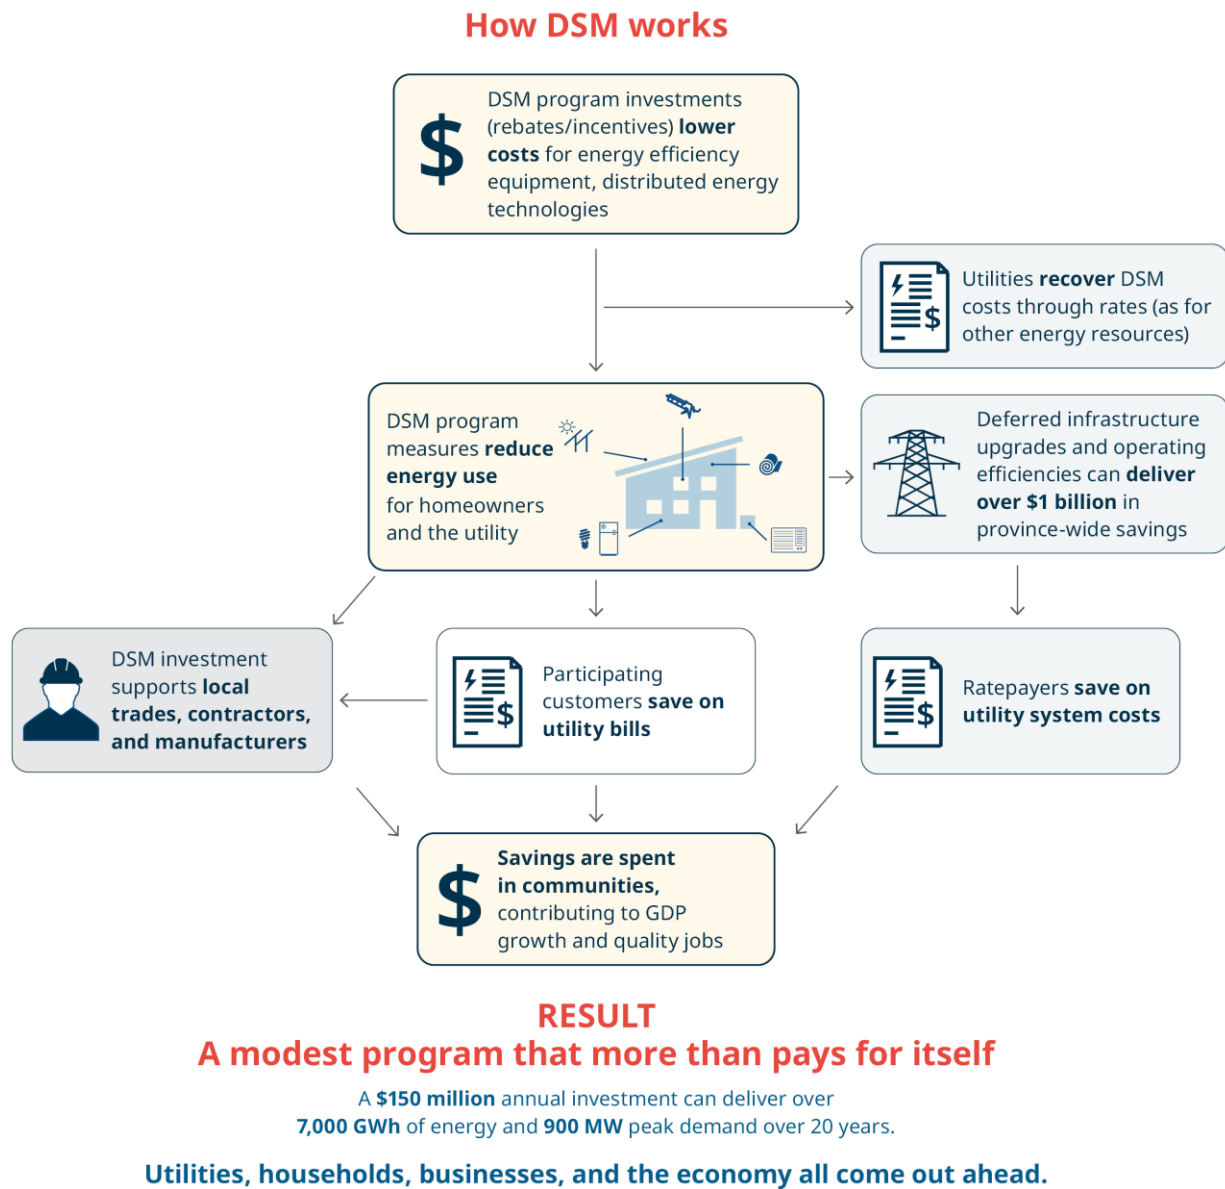 How DSM works
DSM program investments
(rebates/incentives) lower
costs for energy efficiency
equipment, distributed energy
technologies
Utilities recover DSM
costs through rates (as for
other energy resources)
DSM program
measures reduce
energy use
for homeowners
and the utility
Deferred infrastructure
upgrades and operating
efficiencies can deliver
over $1 billion in
province-wide savings
DSM investment
supports local
trades, contractors,
and manufacturers
Participating
customers save on
utility bills
Ratepayers save on
utility system costs
Savings are spent
in communities,
contributing to GDP
growth and quality jobs
RESULT
A modest program that more than pays for itself
A $150 million annual investment can deliver over
7,000 GWh of energy and 900 MW peak demand over 20 years.
Utilities, households, businesses, and the economy all come out ahead.